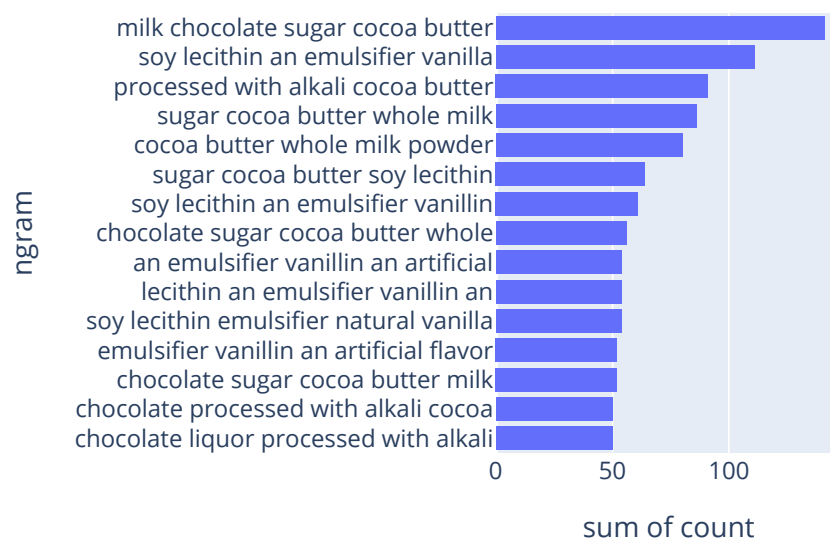 milk chocolate sugar cocoa butter
soy lecithin an emulsifier vanilla
processed with alkali cocoa butter
sugar cocoa butter whole milk
cocoa butter whole milk powder
sugar cocoa butter soy lecithin
soy lecithin an emulsifier vanillin
chocolate sugar cocoa butter whole
an emulsifier vanillin an artificial
lecithin an emulsifier vanillin an
soy lecithin emulsifier natural vanilla
emulsifier vanillin an artificial flavor
chocolate sugar cocoa butter milk
chocolate processed with alkali cocoa
chocolate liquor processed with alkali
ngram
0 50 100
sum of count